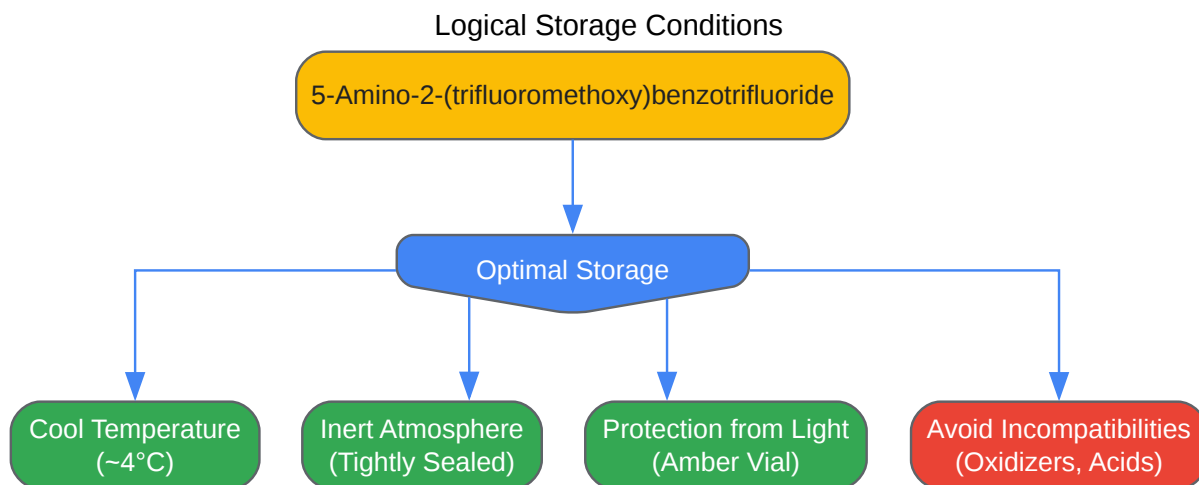 Logical Storage Conditions
5-Amino-2-(trifluoromethoxy)benzotrifluoride
Optimal Storage
Cool Temperature
(~4°C)
Inert Atmosphere
(Tightly Sealed)
Protection from Light
(Amber Vial)
Avoid Incompatibilities
(Oxidizers, Acids)